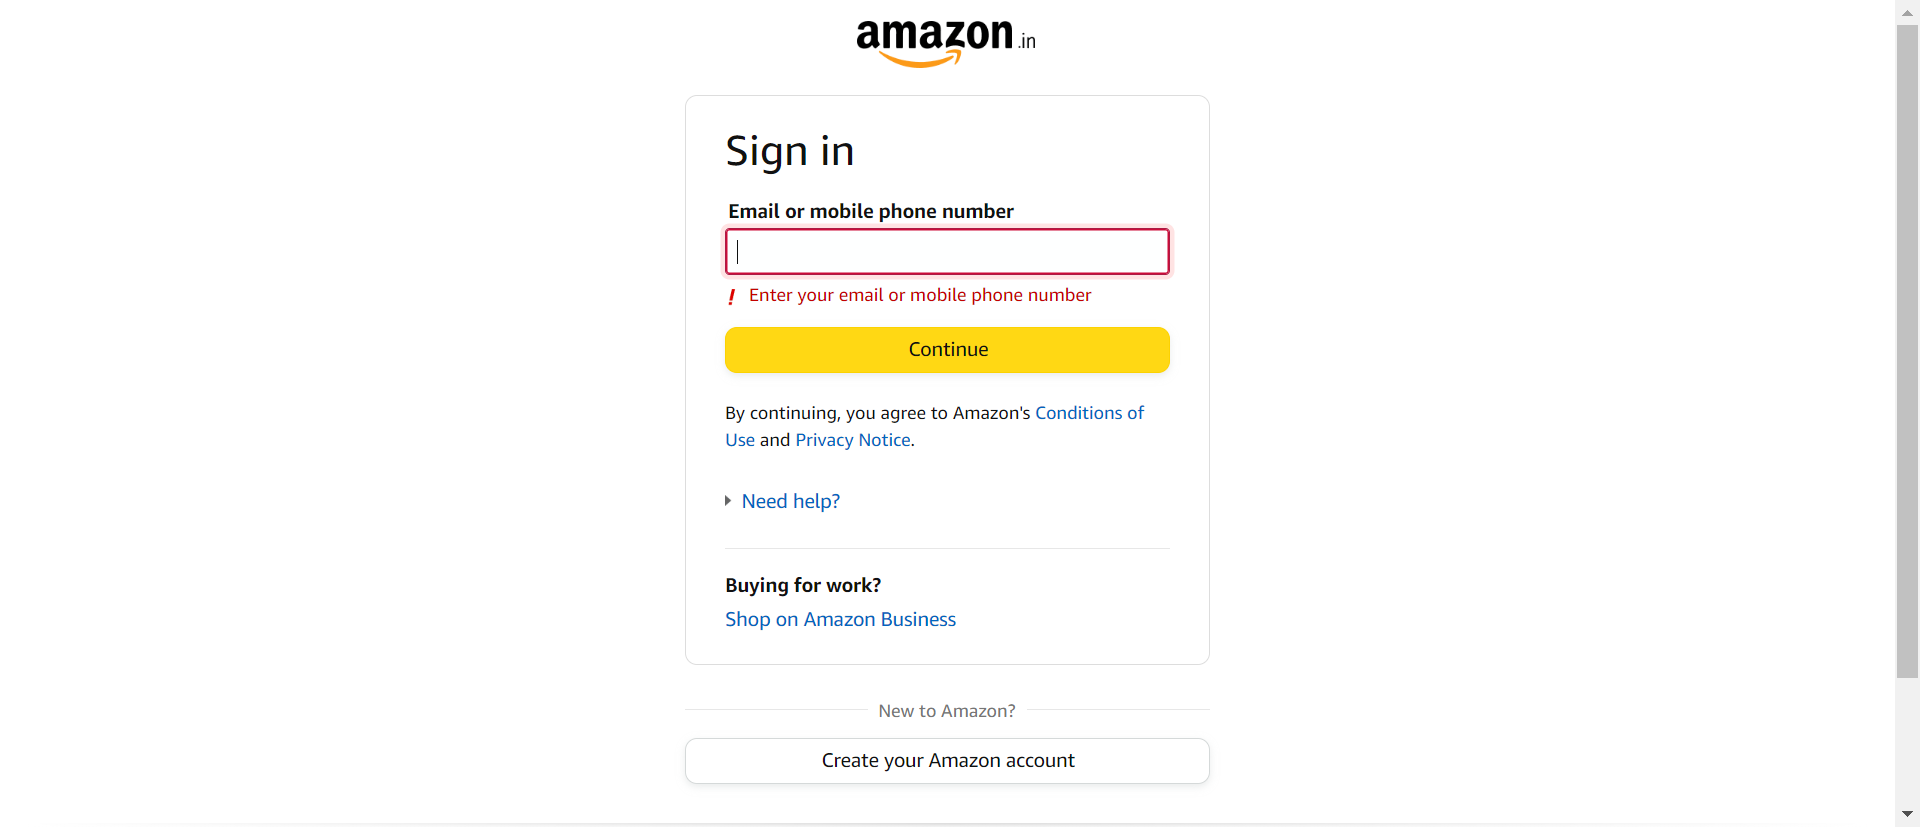 amazon.in
Sign in
Email or mobile phone number
! Enter your email or mobile phone number
Continue
By continuing, you agree to Amazon's Conditions of
Use and Privacy Notice.
Need help?
Buying for work?
Shop on Amazon Business
New to Amazon?
Create your Amazon account